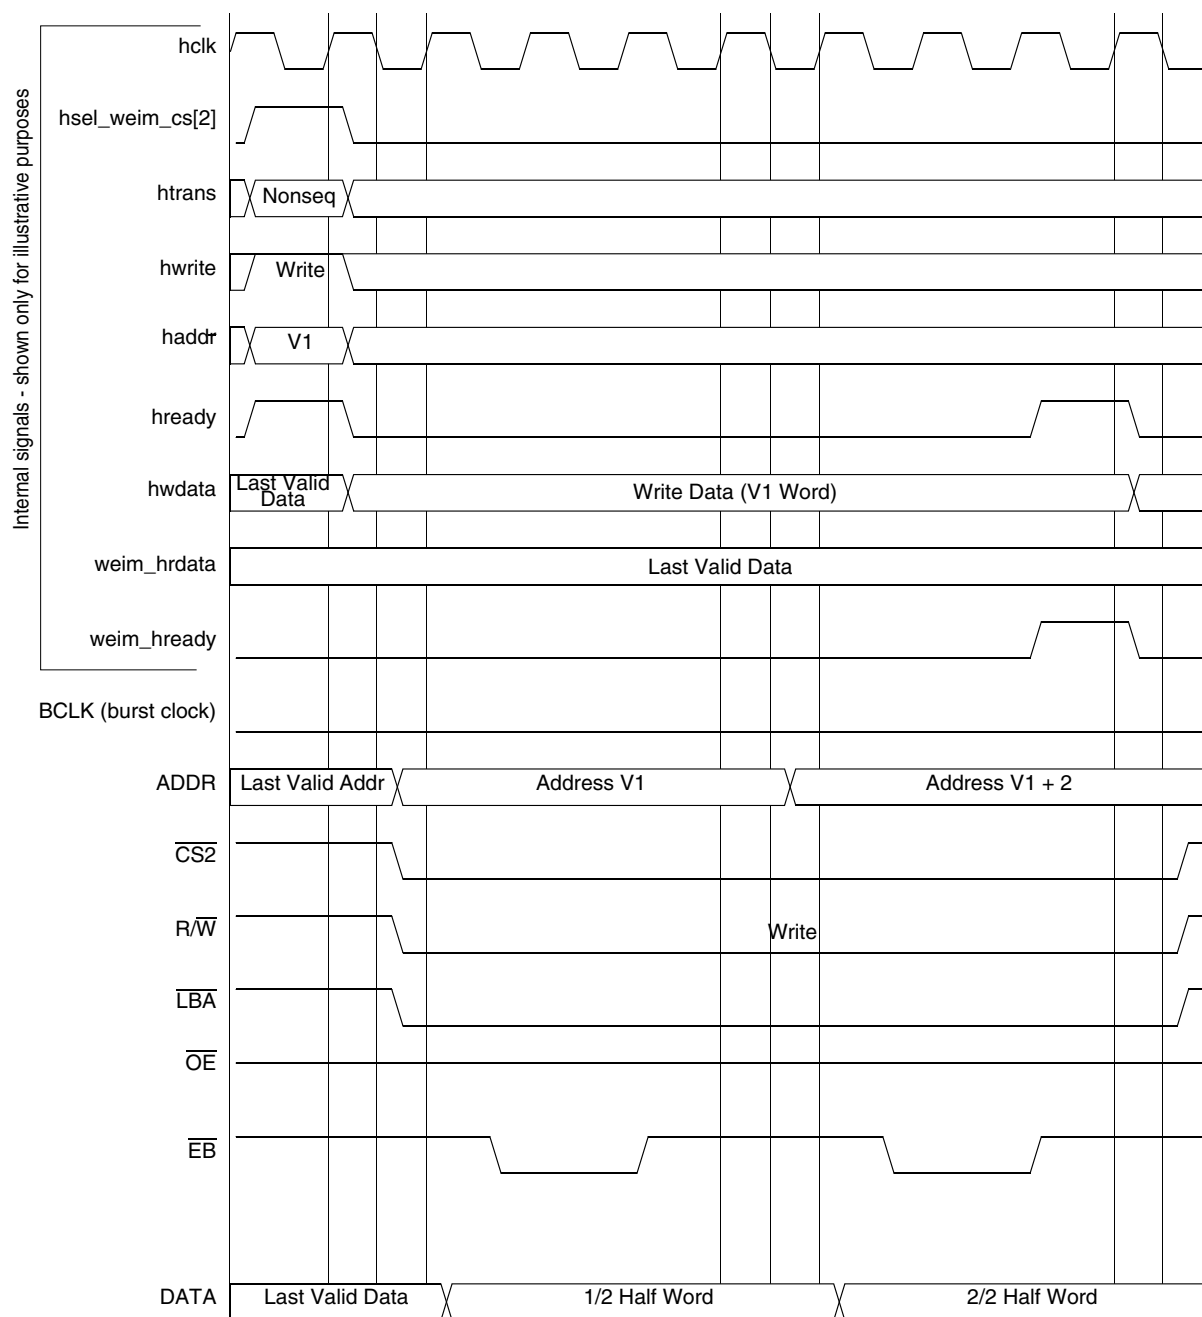 Internal signals - shown only for illustrative purposes
hclk
hsel_weim_cs[2]
htrans
Nonseq
hwrite
Write
haddr
V1
hready
hwdata
Last Valid
Data
Write Data (V1 Word)
weim_hrdata
Last Valid Data
weim_hready
BCLK (burst clock)
ADDR
Last Valid Addr
Address V1
Address V1 + 2
CS2
R/W
Write
LBA
OE
EB
DATA
Last Valid Data
1/2 Half Word
2/2 Half Word